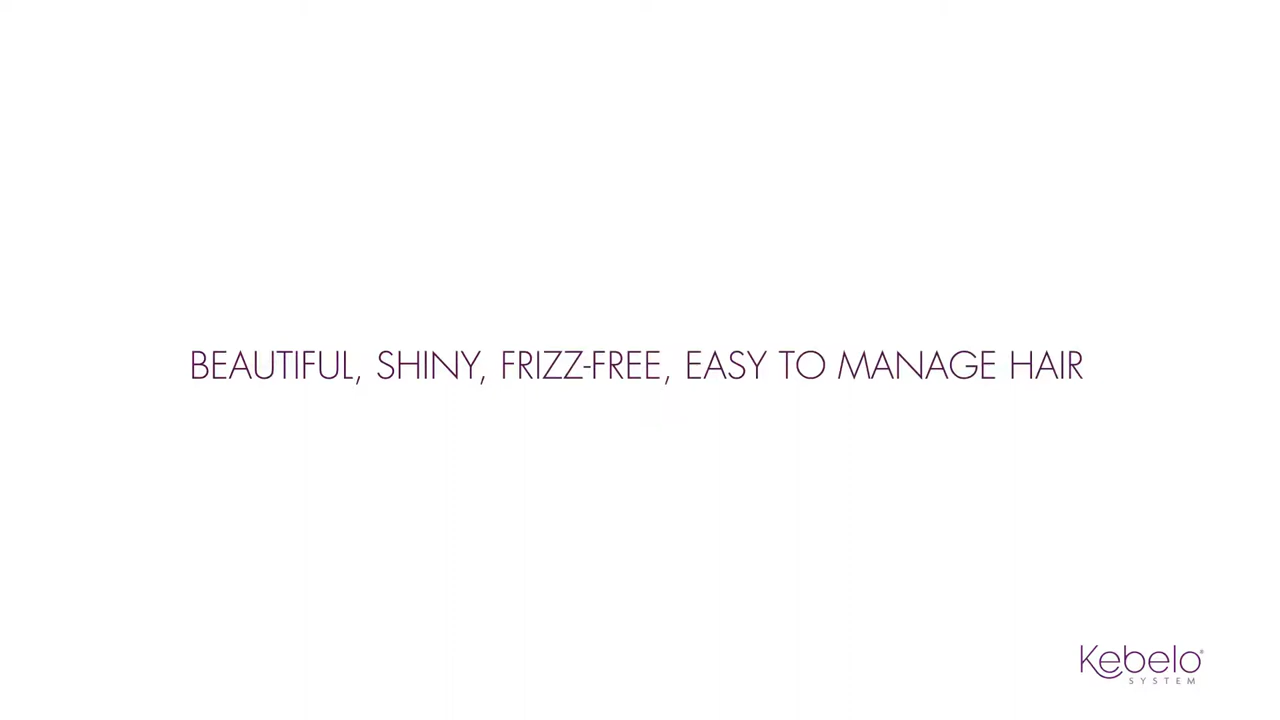 BEAUTIFUL, SHINY, FRIZZ-FREE, EASY TO MANAGE HAIR
Kebelo®
SYSTEM